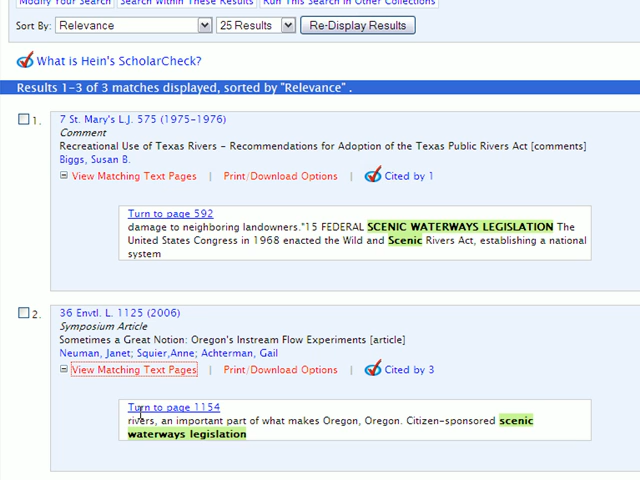 Modify Your Search Search Within These Results Run This Search in Other Collections
Sort By: Relevance 25 Results Re-Display Results
What is Hein's ScholarCheck?
Results 1-3 of 3 matches displayed, sorted by "Relevance" .
1. 7 St. Mary's L.J. 575 (1975-1976)
Comment
Recreational Use of Texas Rivers - Recommendations for Adoption of the Texas Public Rivers Act [comments]
Biggs, Susan B.
View Matching Text Pages | Print/Download Options | Cited by 1
Turn to page 592
damage to neighboring landowners."15 FEDERAL SCENIC WATERWAYS LEGISLATION The
United States Congress in 1968 enacted the Wild and Scenic Rivers Act, establishing a national
system
2. 36 Envtl. L. 1125 (2006)
Symposium Article
Sometimes a Great Notion: Oregon's Instream Flow Experiments [article]
Neuman, Janet; Squier,Anne; Achterman, Gail
View Matching Text Pages | Print/Download Options | Cited by 3
Turn to page 1154
rivers, an important part of what makes Oregon, Oregon. Citizen-sponsored scenic
waterways legislation